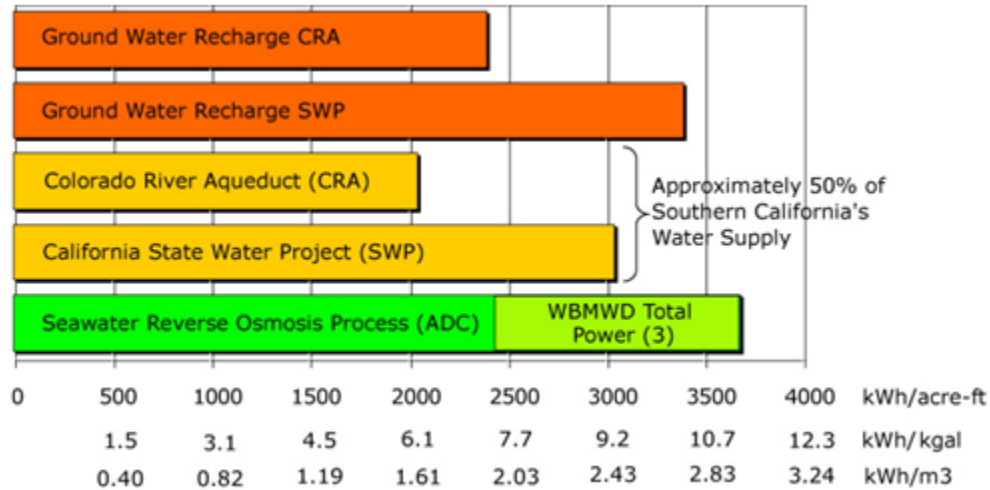 Ground Water Recharge CRA
Ground Water Recharge SWP
Colorado River Aqueduct (CRA)
Approximately 50% of
Southern California's
Water Supply
California State Water Project (SWP)
Seawater Reverse Osmosis Process (ADC)
WBMWD Total
Power (3)
0 500 1000 1500 2000 2500 3000 3500 4000 kWh/acre-ft
1.5 3.1 4.5 6.1 7.7 9.2 10.7 12.3 kWh/kgal
0.40 0.82 1.19 1.61 2.03 2.43 2.83 3.24 kWh/m3